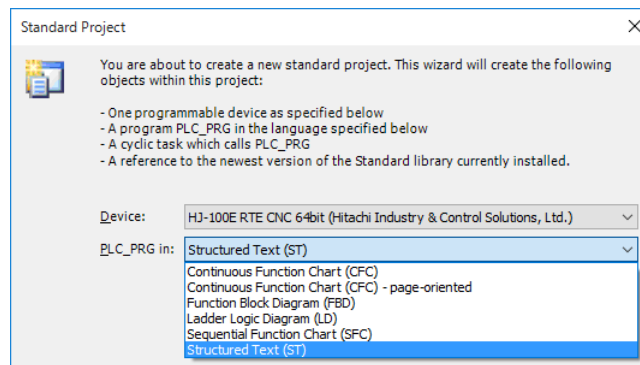 Standard Project
You are about to create a new standard project. This wizard will create the following
objects within this project:
- One programmable device as specified below
- A program PLC_PRG in the language specified below
- A cyclic task which calls PLC_PRG
- A reference to the newest version of the Standard library currently installed.
Device: HJ-100E RTE CNC 64bit (Hitachi Industry & Control Solutions, Ltd.)
PLC_PRG in: Structured Text (ST)
Continuous Function Chart (CFC)
Continuous Function Chart (CFC) - page-oriented
Function Block Diagram (FBD)
Ladder Logic Diagram (LD)
Sequential Function Chart (SFC)
Structured Text (ST)